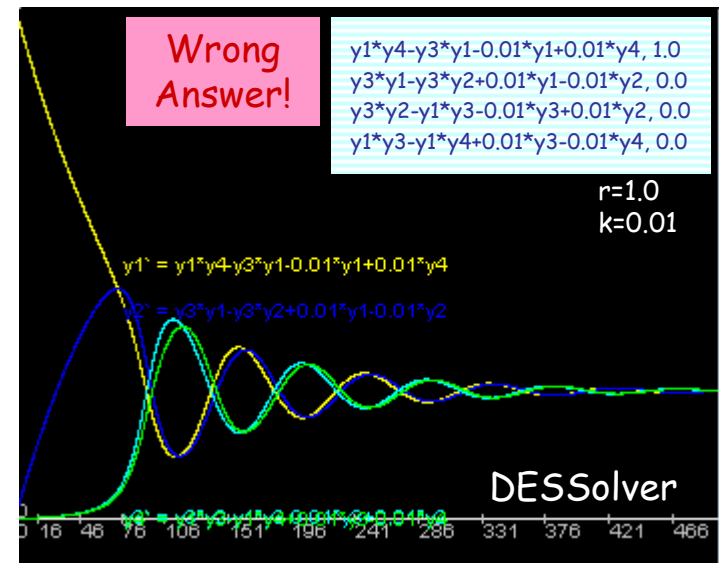 Wrong
Answer!
y1*y4-y3*y1-0.01*y1+0.01*y4, 1.0
y3*y1-y3*y2+0.01*y1-0.01*y2, 0.0
y3*y2-y1*y3-0.01*y3+0.01*y2, 0.0
y1*y3-y1*y4+0.01*y3-0.01*y4, 0.0
r=1.0
k=0.01
y1` = y1*y4-y3*y1-0.01*y1+0.01*y4
y2` = y3*y1-y3*y2+0.01*y1-0.01*y2
DESSolver
0 16 46 76 106 151 196 241 286 331 376 421 466